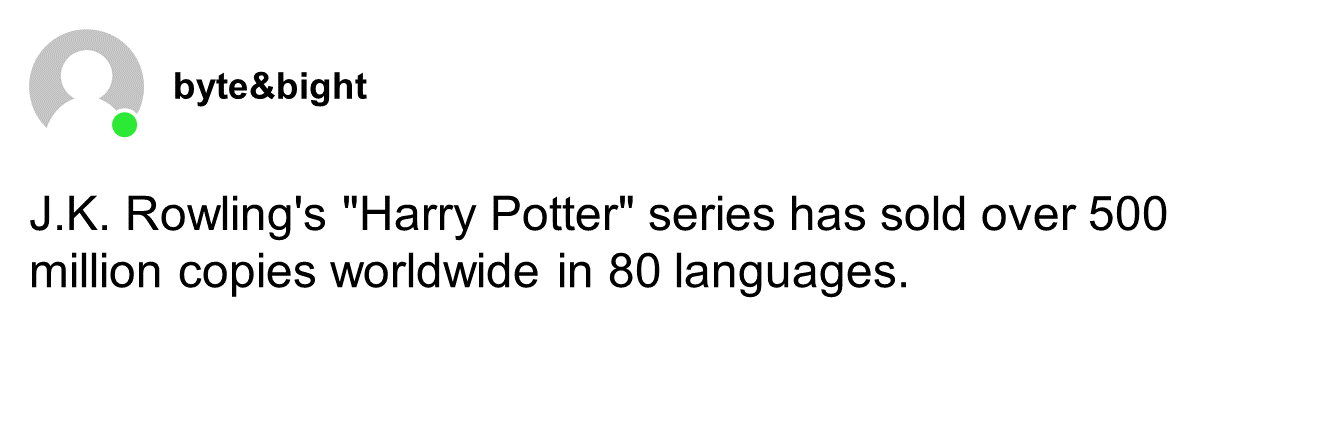 byte&bight
J.K. Rowling's "Harry Potter" series has sold over 500
million copies worldwide in 80 languages.